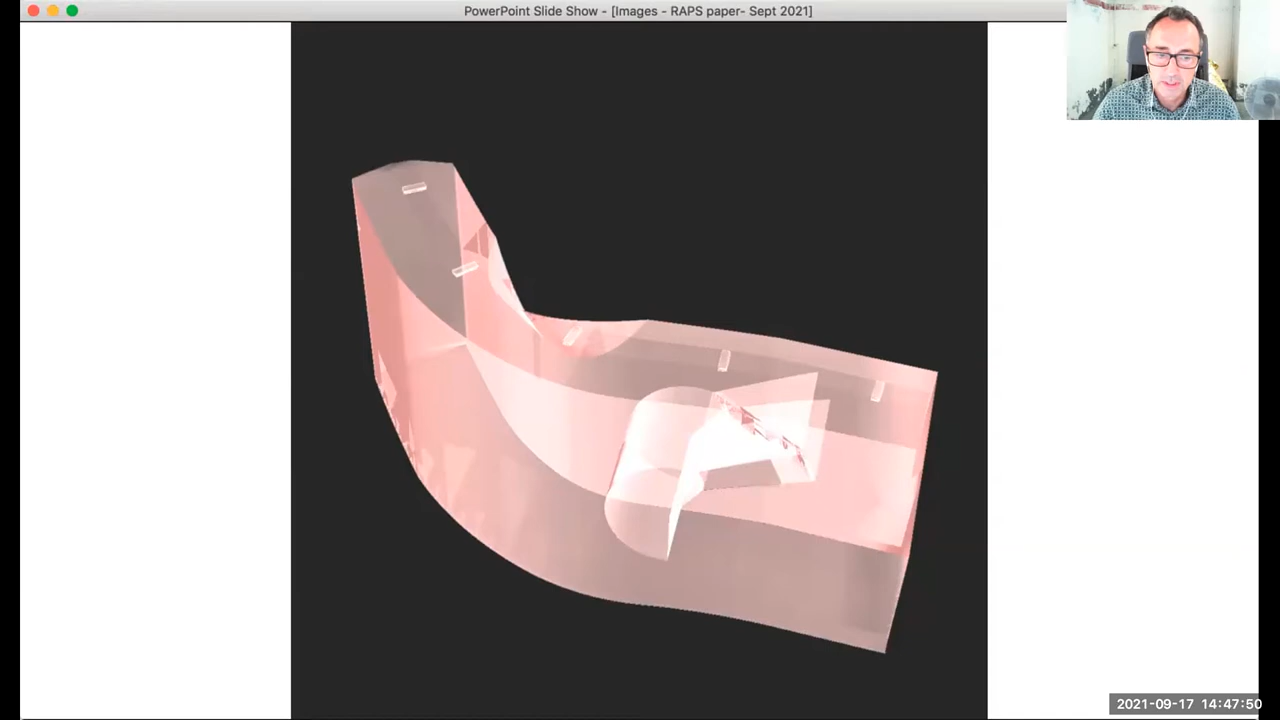 PowerPoint Slide Show - [Images - RAPS paper- Sept 2021]
2021-09-17 14:47:50